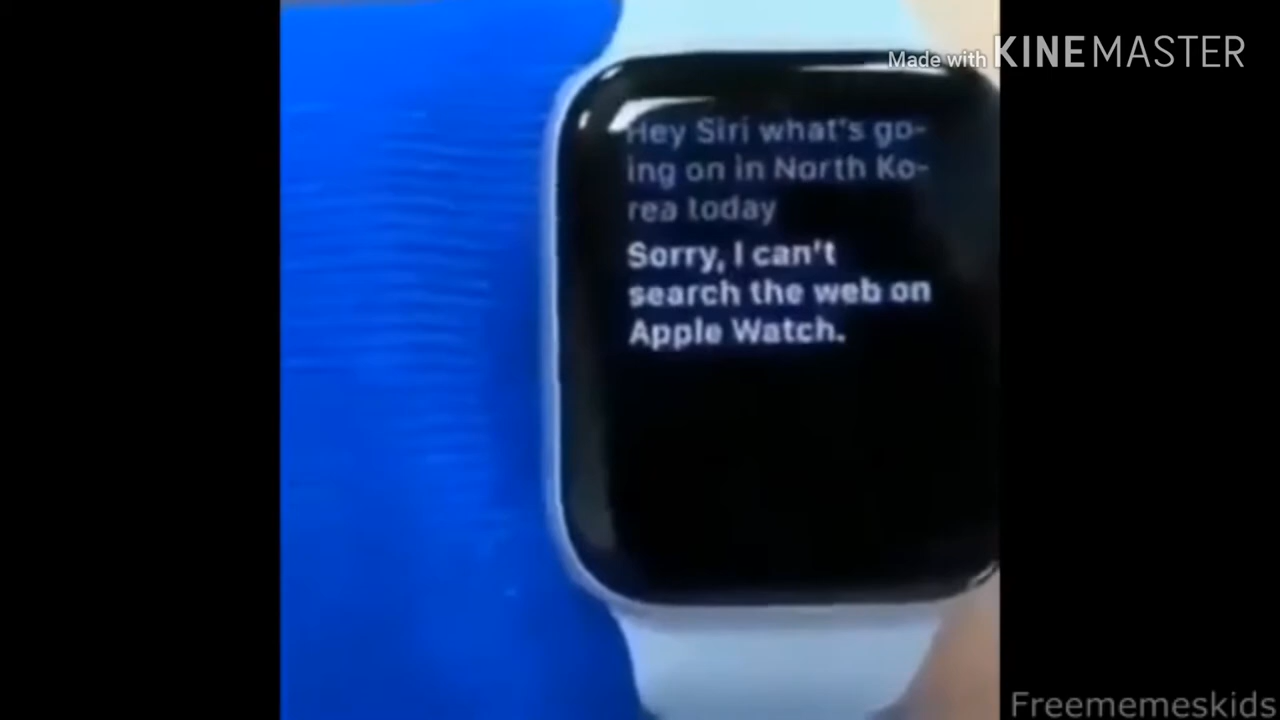 Made with KINEMASTER
Hey Siri what's go-
ing on in North Ko-
rea today
Sorry, I can't
search the web on
Apple Watch.
Freememeskids